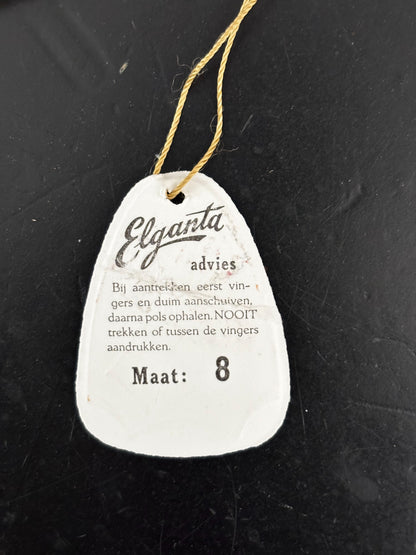 Elganta
advies
Bij aantrekken eerst vin-
gers en duim aanschuiven,
daarna pols ophalen. NOOIT
trekken of tussen de vingers
aandrukken.
Maat: 8